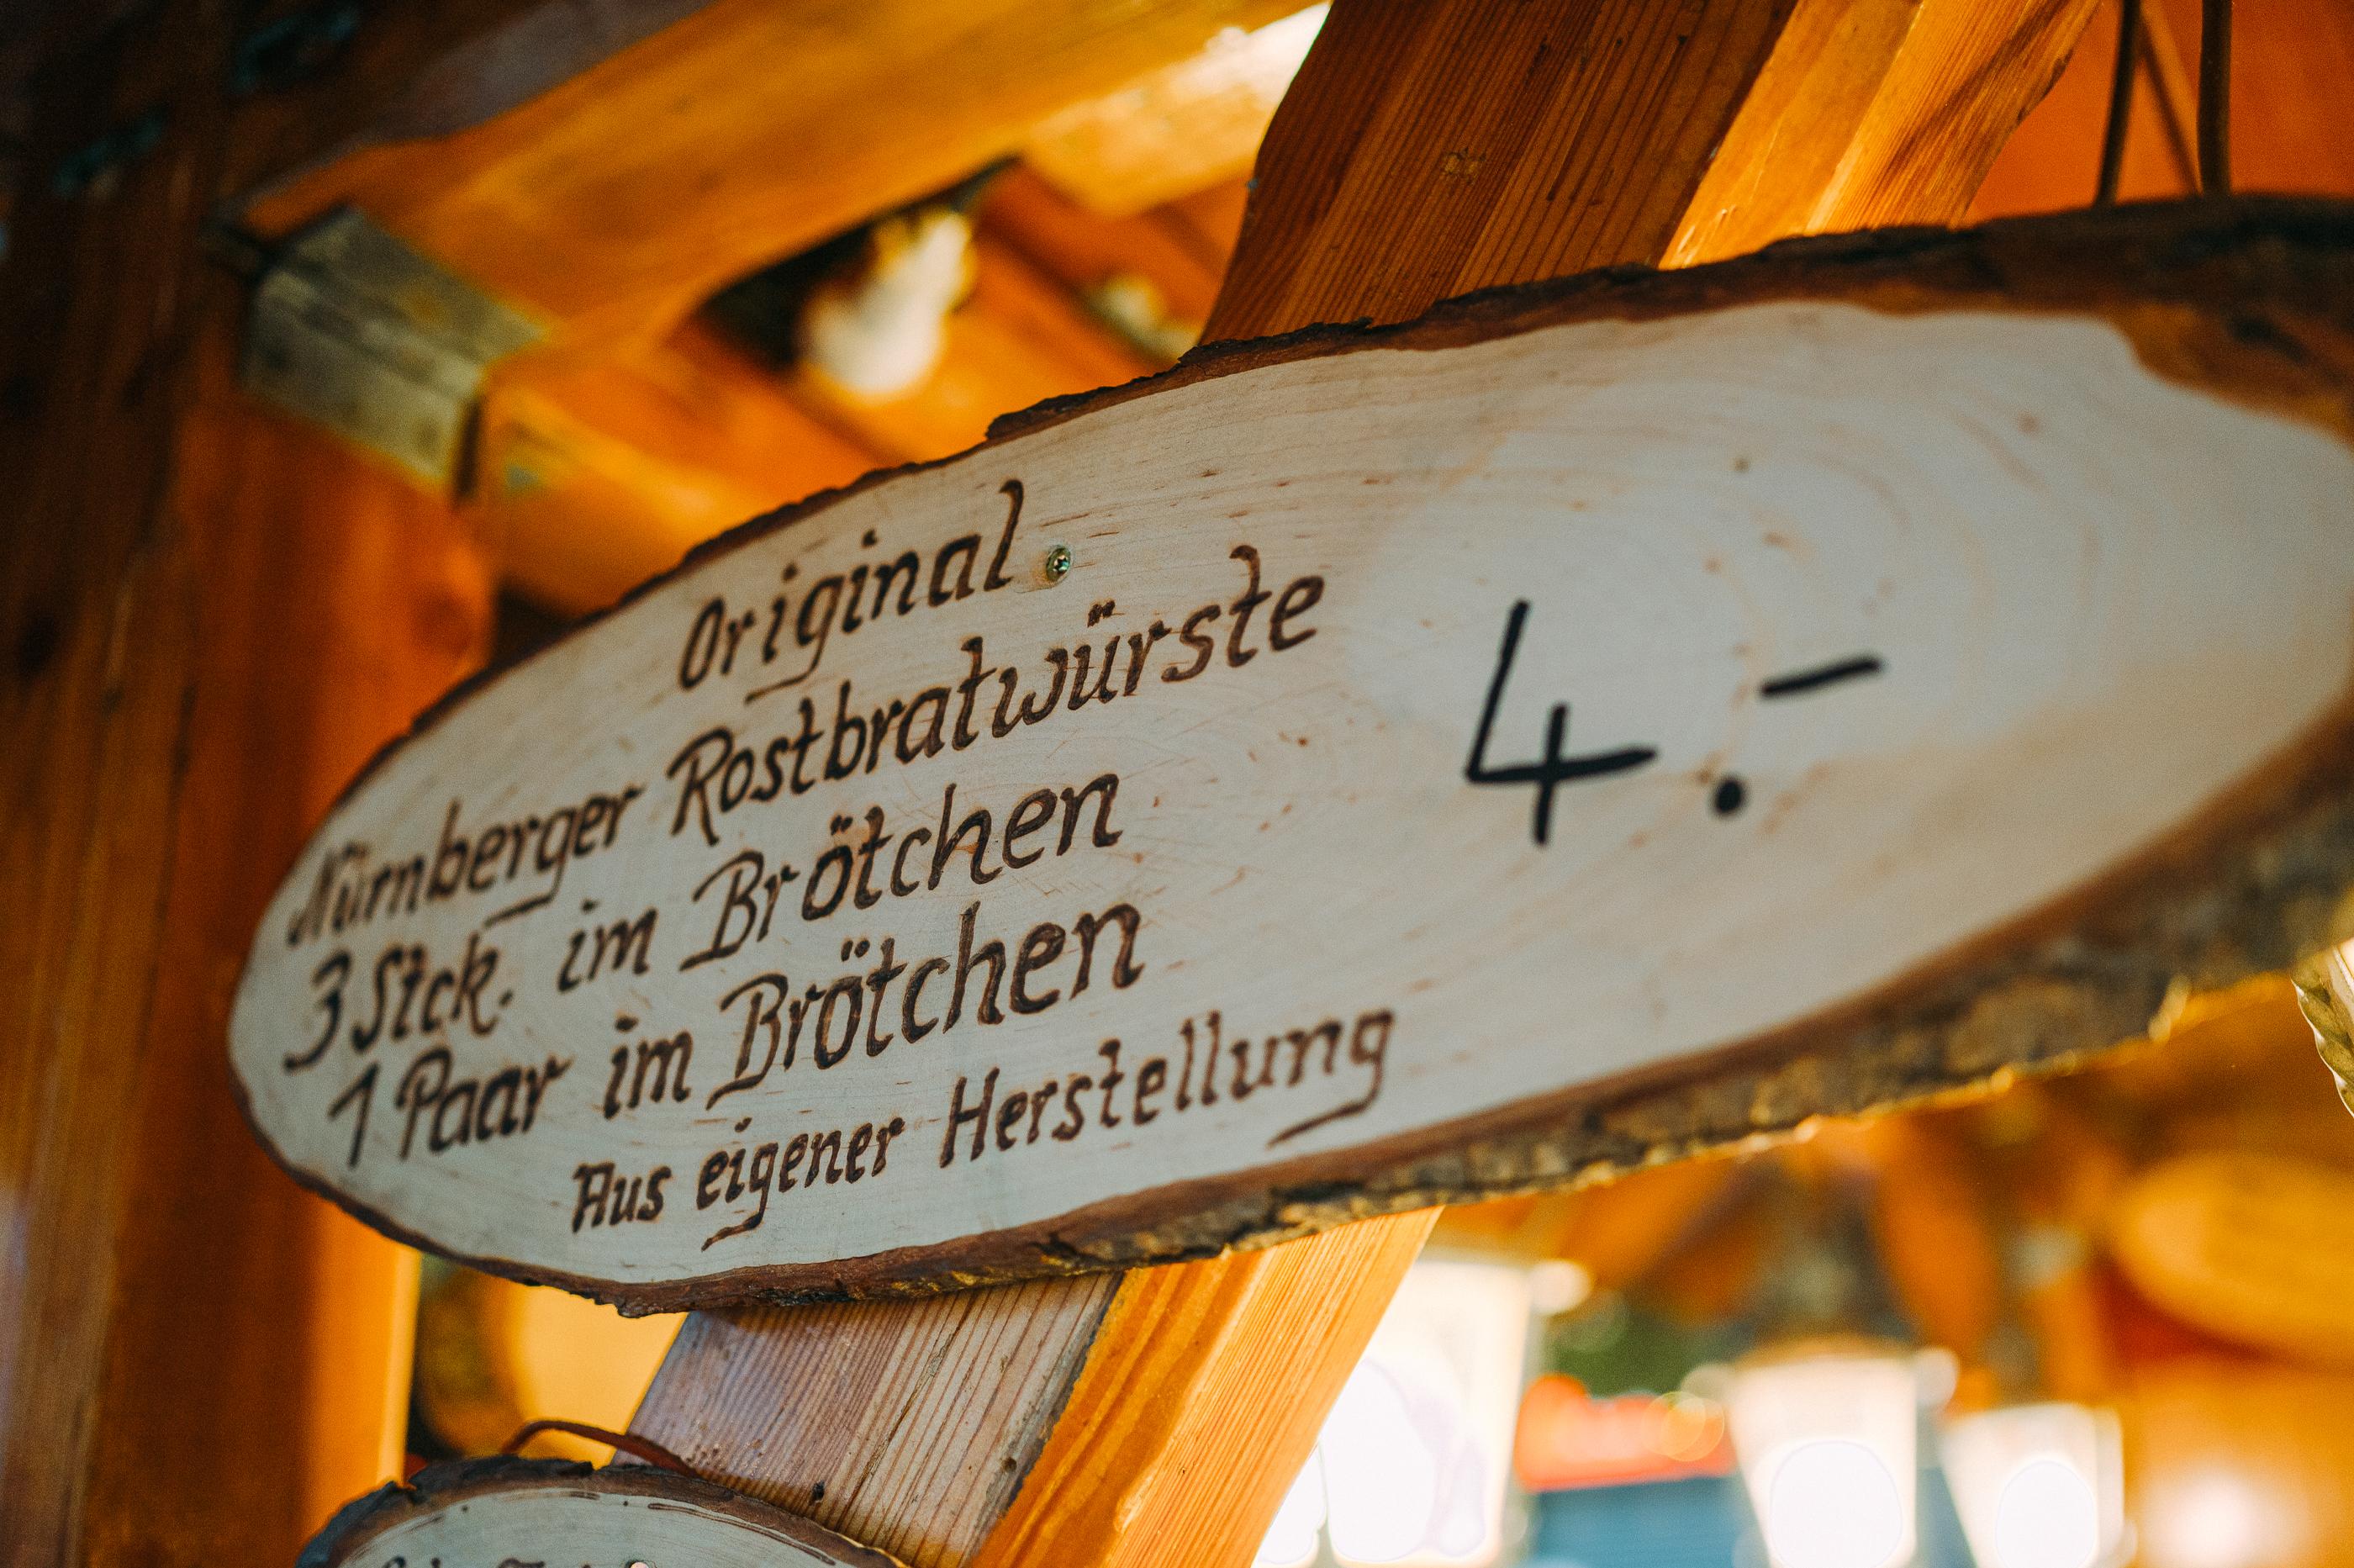 Original
Nürnberger Rostbratwürste
3 Stck. im Brötchen 4.-
1 Paar im Brötchen
Aus eigener Herstellung